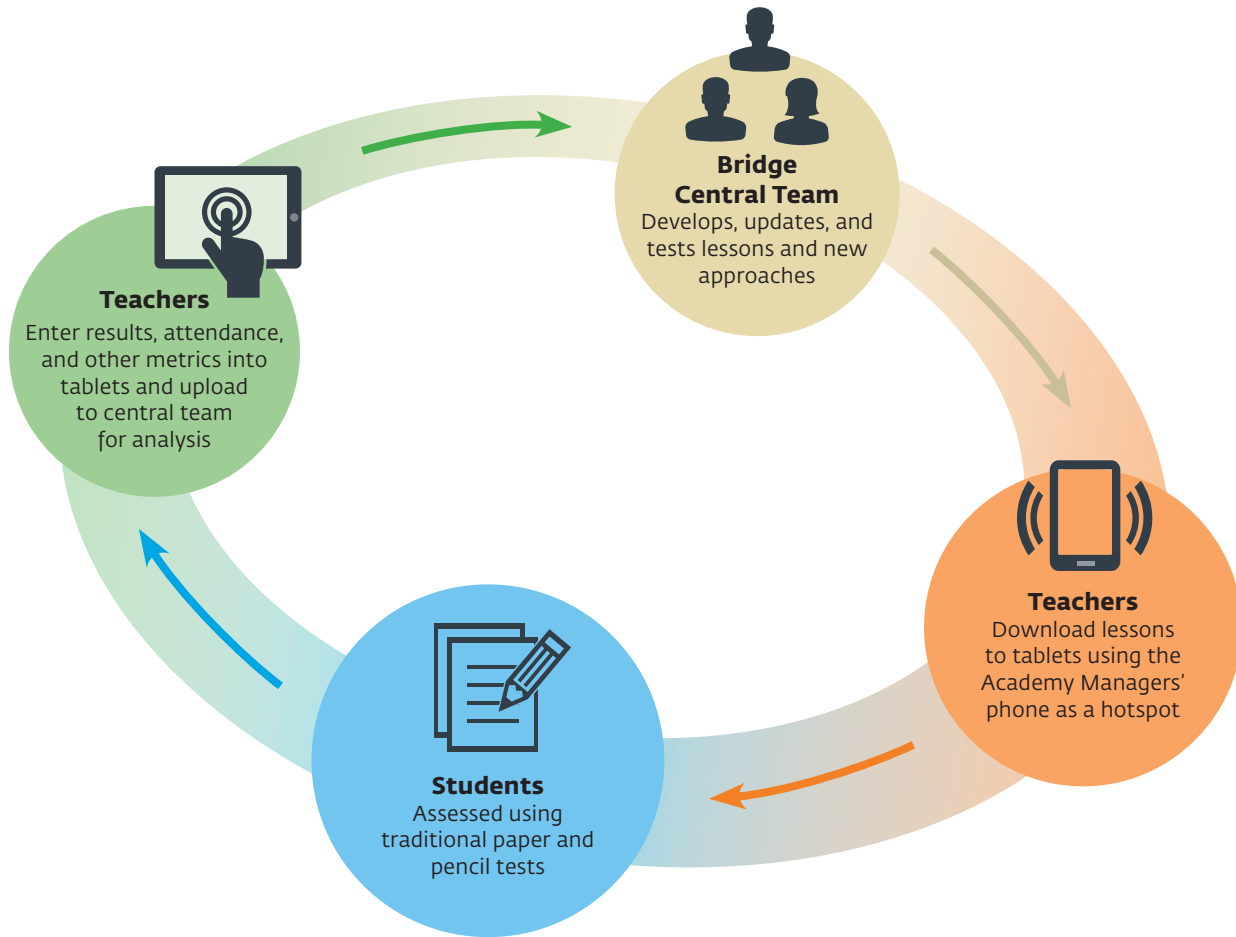 Bridge
Central Team
Develops, updates, and
tests lessons and new
approaches
Teachers
Download lessons
to tablets using the
Academy Managers’
phone as a hotspot
Students
Assessed using
traditional paper and
pencil tests
Teachers
Enter results, attendance,
and other metrics into
tablets and upload
to central team
for analysis